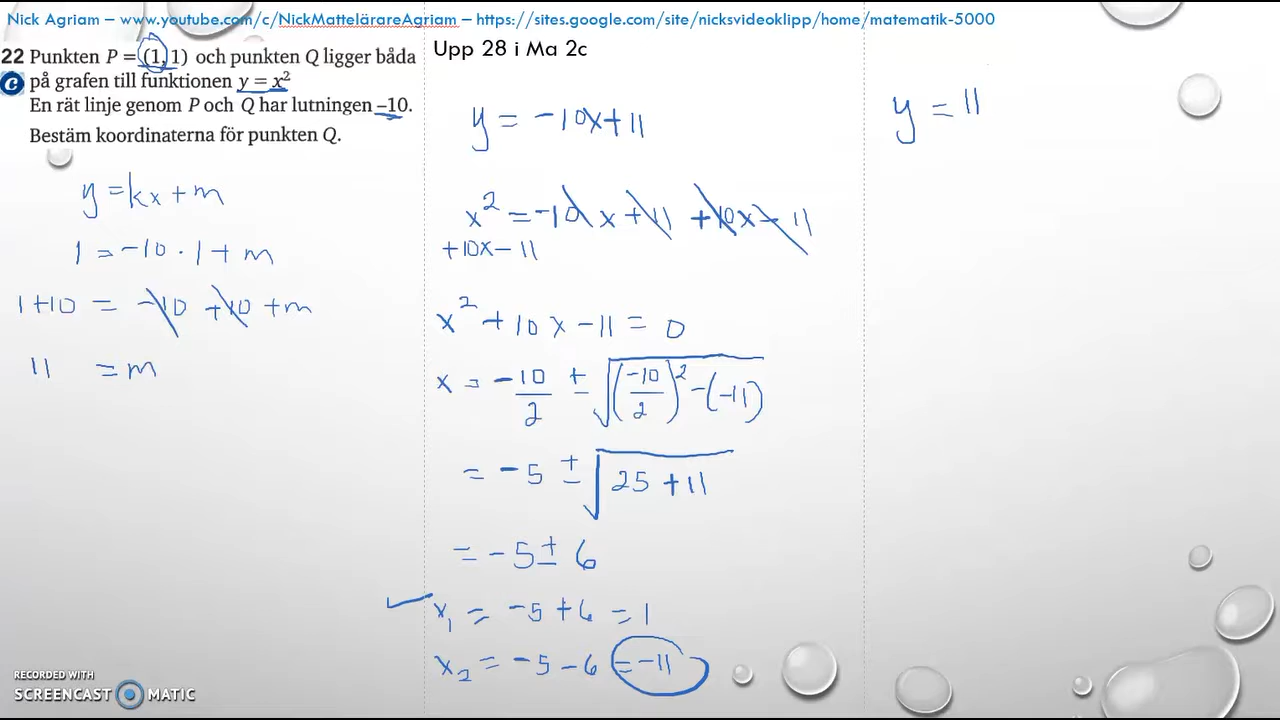 Nick Agriam – www.youtube.com/c/NickMattelärareAgriam – https://sites.google.com/site/nicksvideoklipp/home/matematik-5000
22 Punkten P = (1, 1) och punkten Q ligger båda
C på grafen till funktionen y = x²
En rät linje genom P och Q har lutningen –10.
Bestäm koordinaterna för punkten Q.
y = kx + m
1 = -10 · 1 + m
1+10 = -10 +10 + m
11 = m
Upp 28 i Ma 2c
y = -10x+11
x² = -10x + 11 +10x - 11
+10x - 11
x² + 10x - 11 = 0
x = -10/2 ± √((-10/2)² - (-11))
= -5 ± √(25 + 11)
= -5 ± 6
x₁ = -5 + 6 = 1
x₂ = -5 - 6 = -11
y = 11
RECORDED WITH
SCREENCAST MATIC